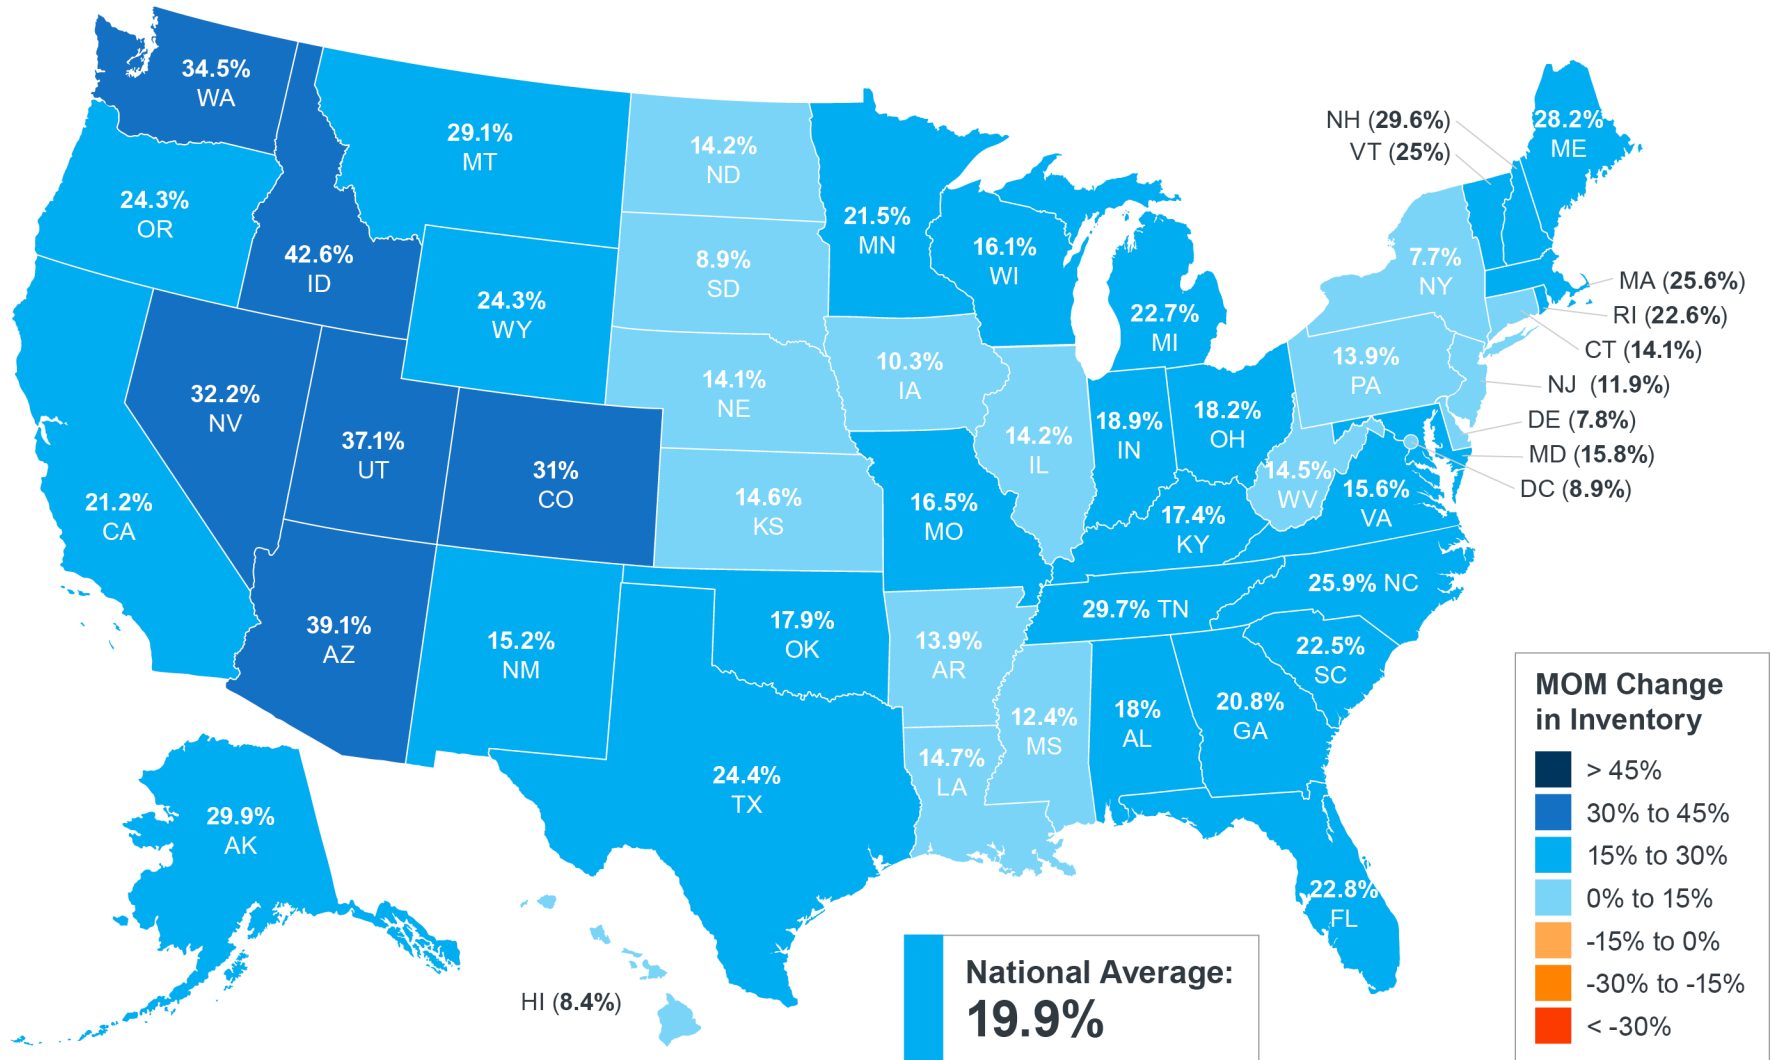 34.5%
WA
29.1%
MT
14.2%
ND
28.2%
ME
NH (29.6%)
VT (25%)
24.3%
OR
42.6%
ID
24.3%
WY
8.9%
SD
21.5%
MN
16.1%
WI
22.7%
MI
7.7%
NY
MA (25.6%)
RI (22.6%)
CT (14.1%)
NJ (11.9%)
DE (7.8%)
MD (15.8%)
DC (8.9%)
32.2%
NV
37.1%
UT
31%
CO
14.1%
NE
10.3%
IA
14.2%
IL
18.9%
IN
18.2%
OH
13.9%
PA
14.5%
WV
15.6%
VA
21.2%
CA
14.6%
KS
16.5%
MO
17.4%
KY
29.7% TN
25.9% NC
39.1%
AZ
15.2%
NM
17.9%
OK
13.9%
AR
22.5%
SC
24.4%
TX
14.7%
LA
12.4%
MS
18%
AL
20.8%
GA
22.8%
FL
29.9%
AK
HI (8.4%)
National Average:
19.9%
MOM Change
in Inventory
> 45%
30% to 45%
15% to 30%
0% to 15%
-15% to 0%
-30% to -15%
< -30%